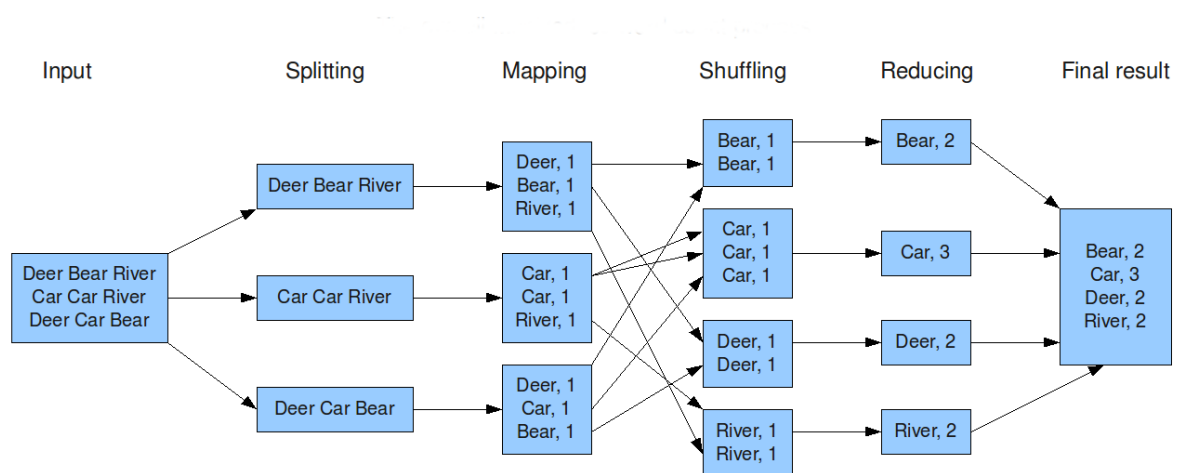 Input
Splitting
Mapping
Shuffling
Reducing
Final result
Deer Bear River
Car Car River
Deer Car Bear
Deer Bear River
Car Car River
Deer Car Bear
Deer, 1
Bear, 1
River, 1
Car, 1
Car, 1
River, 1
Deer, 1
Car, 1
Bear, 1
Bear, 1
Bear, 1
Car, 1
Car, 1
Car, 1
Deer, 1
Deer, 1
River, 1
River, 1
Bear, 2
Car, 3
Deer, 2
River, 2
Bear, 2
Car, 3
Deer, 2
River, 2